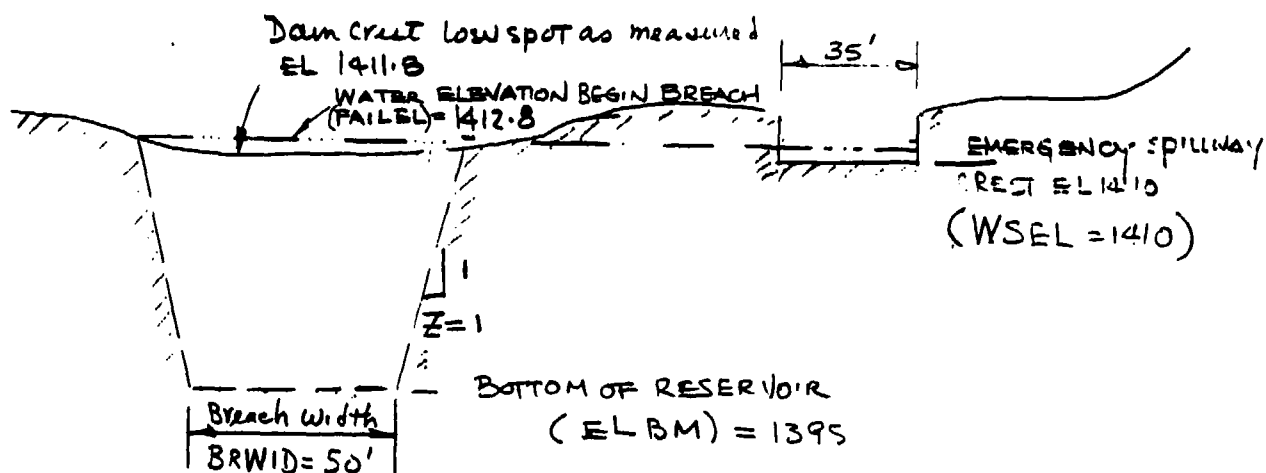 Dam Crest low spot as measured
EL 1411.8
WATER ELEVATION BEGIN BREACH
(FAILEL) = 1412.8
35'
EMERGENCY SPILLWAY
CREST EL 1410
(WSEL = 1410)
1
Z=1
BOTTOM OF RESERVOIR
(ELBM) = 1395
Breach width
BRWID= 50'